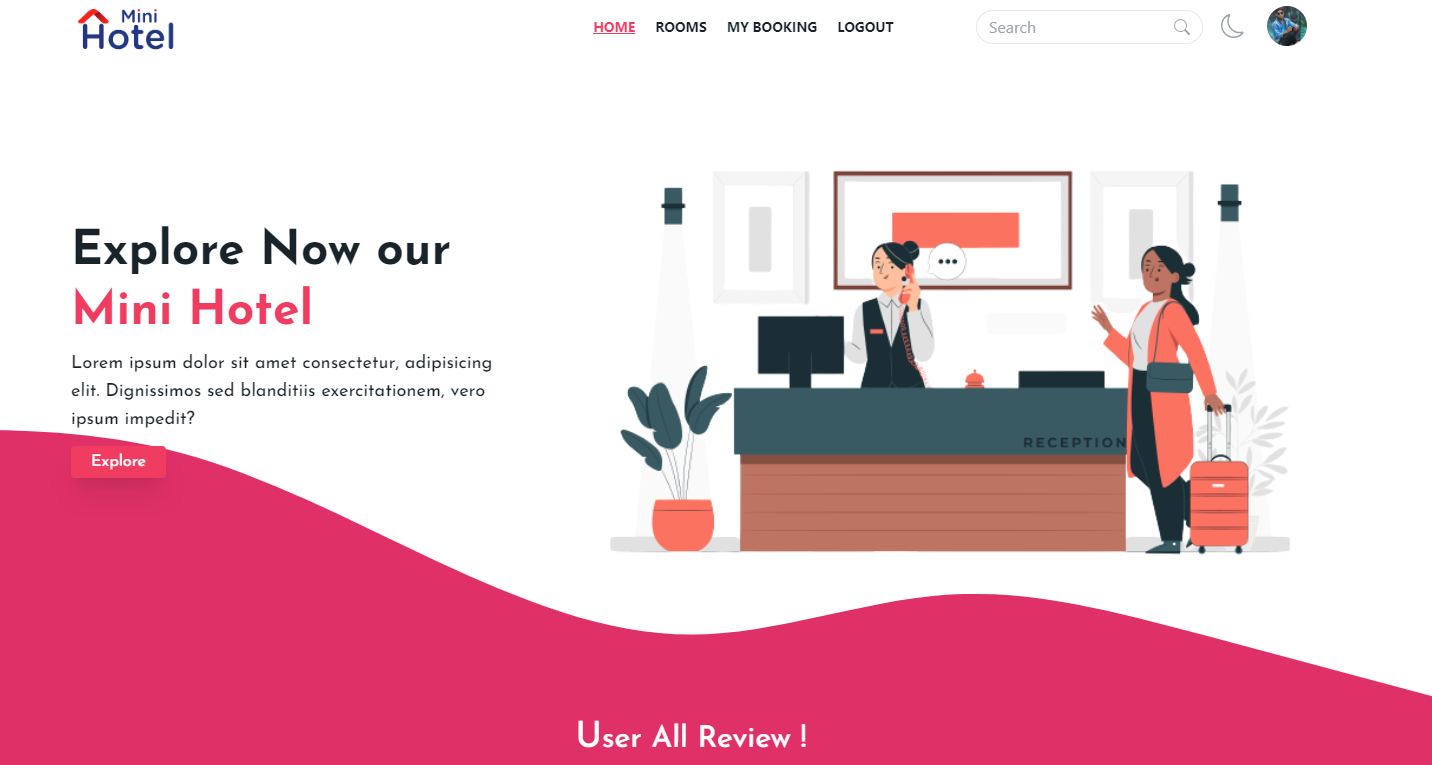 Mini
Hotel
HOME ROOMS MY BOOKING LOGOUT
Search
Explore Now our
Mini Hotel
Lorem ipsum dolor sit amet consectetur, adipisicing
elit. Dignissimos sed blanditiis exercitationem, vero
ipsum impedit?
Explore
RECEPTION
User All Review !